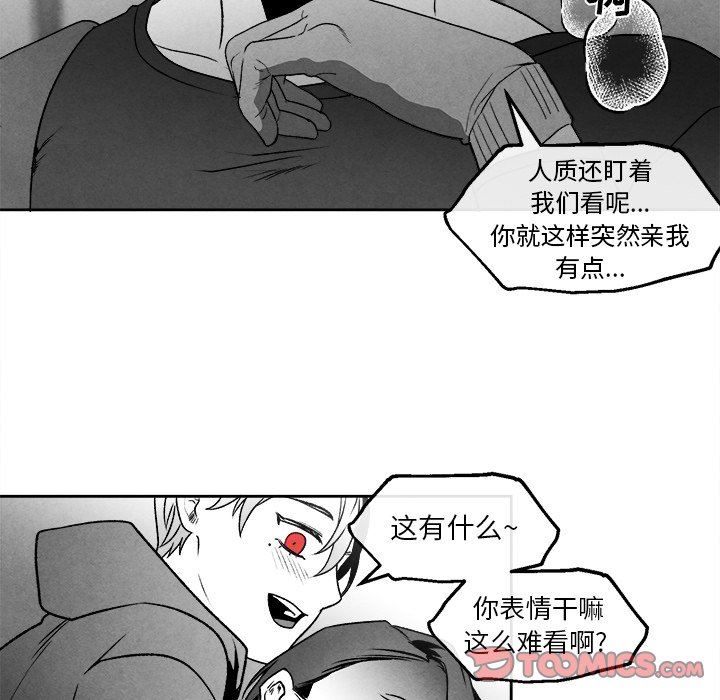 啊
人质还盯着
我们看呢...
你就这样突然亲我
有点...
这有什么~
你表情干嘛
这么难看啊?
TOOMICS.COM